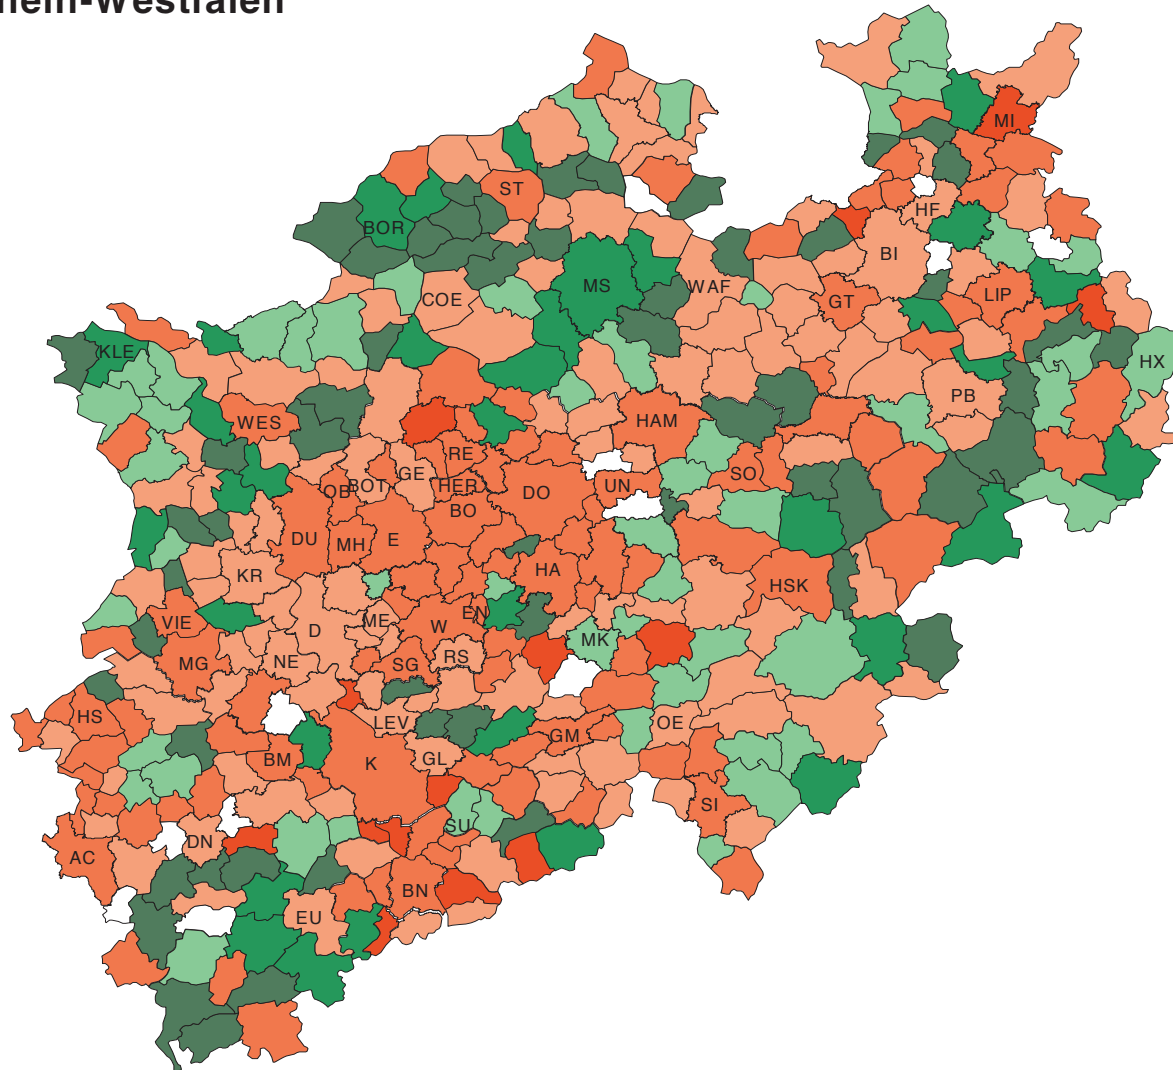 hein-Westfalen
MI
ST
HF
BOR
BI
MS
WAF
LIP
COE
GT
KLE
HX
PB
WES
HAM
RE
GE
SO
BOT
HER
UN
OB
DO
BO
DU
MH
E
HA
KR
HSK
EN
VIE
ME
W
D
MK
RS
NE
SG
MG
HS
LEV
OE
GM
BM
GL
K
SI
SU
DN
AC
BN
EU